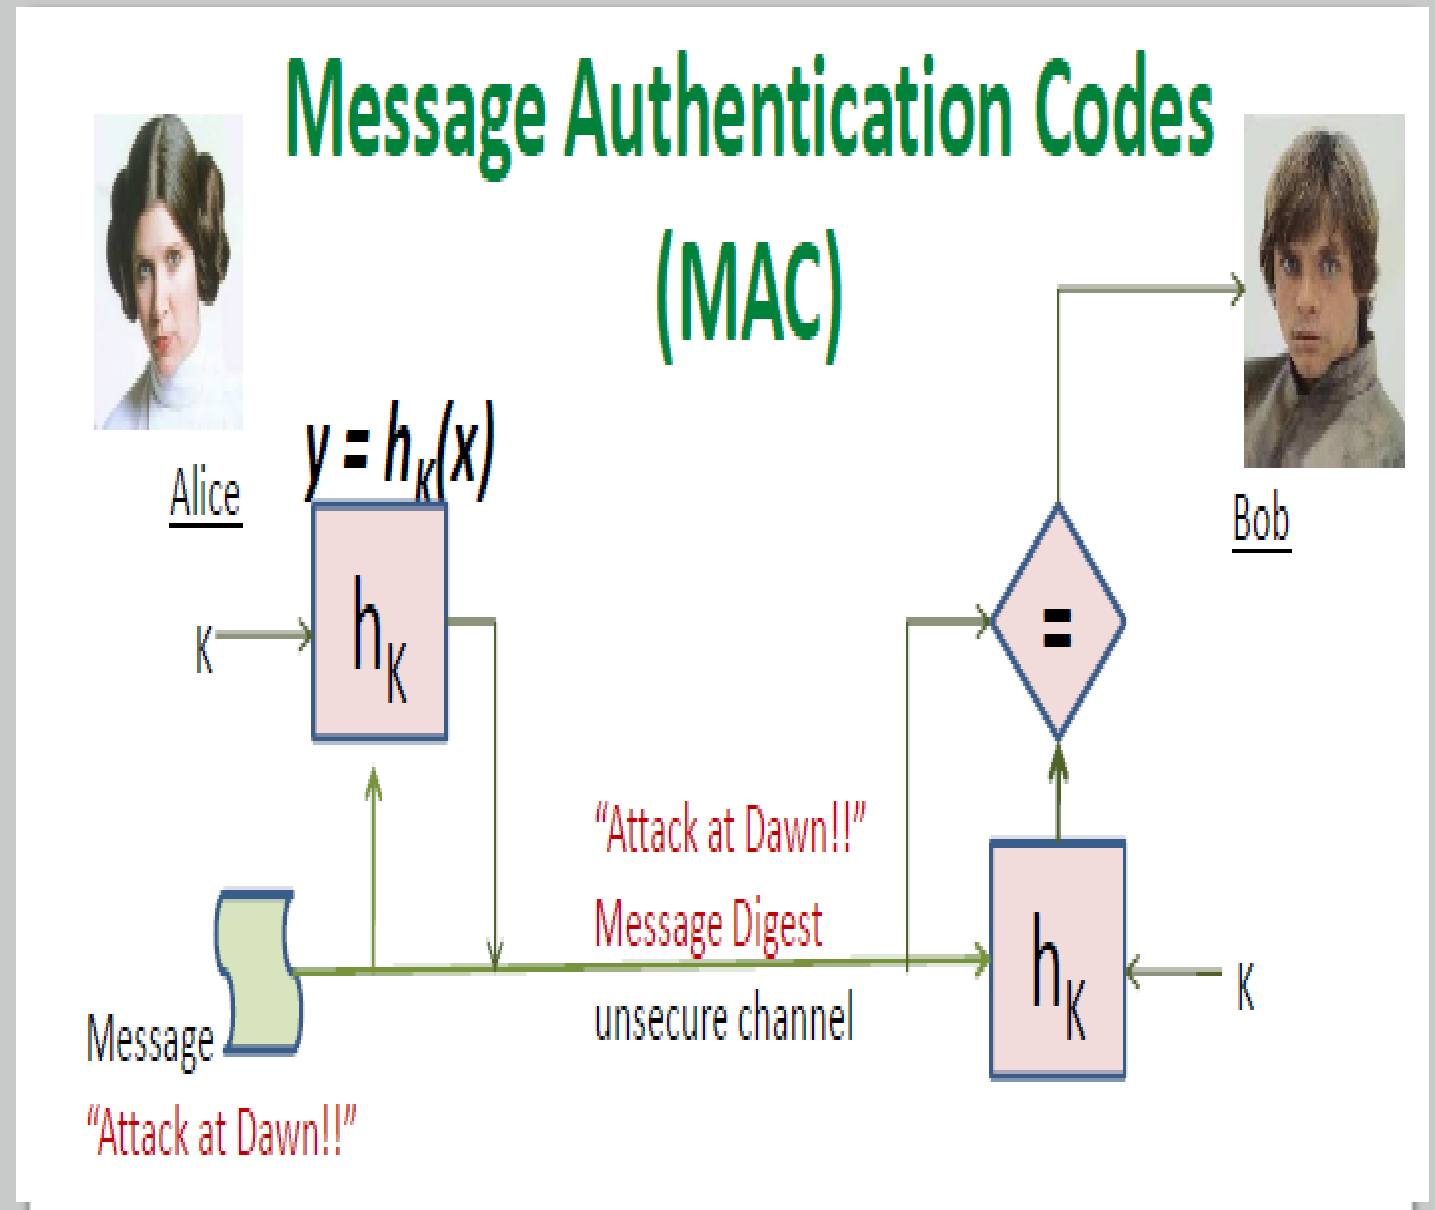 Message Authentication Codes
(MAC)
Alice
y = hK(x)
hK
K
Message
“Attack at Dawn!!”
“Attack at Dawn!!”
Message Digest
unsecure channel
=
Bob
hK
K